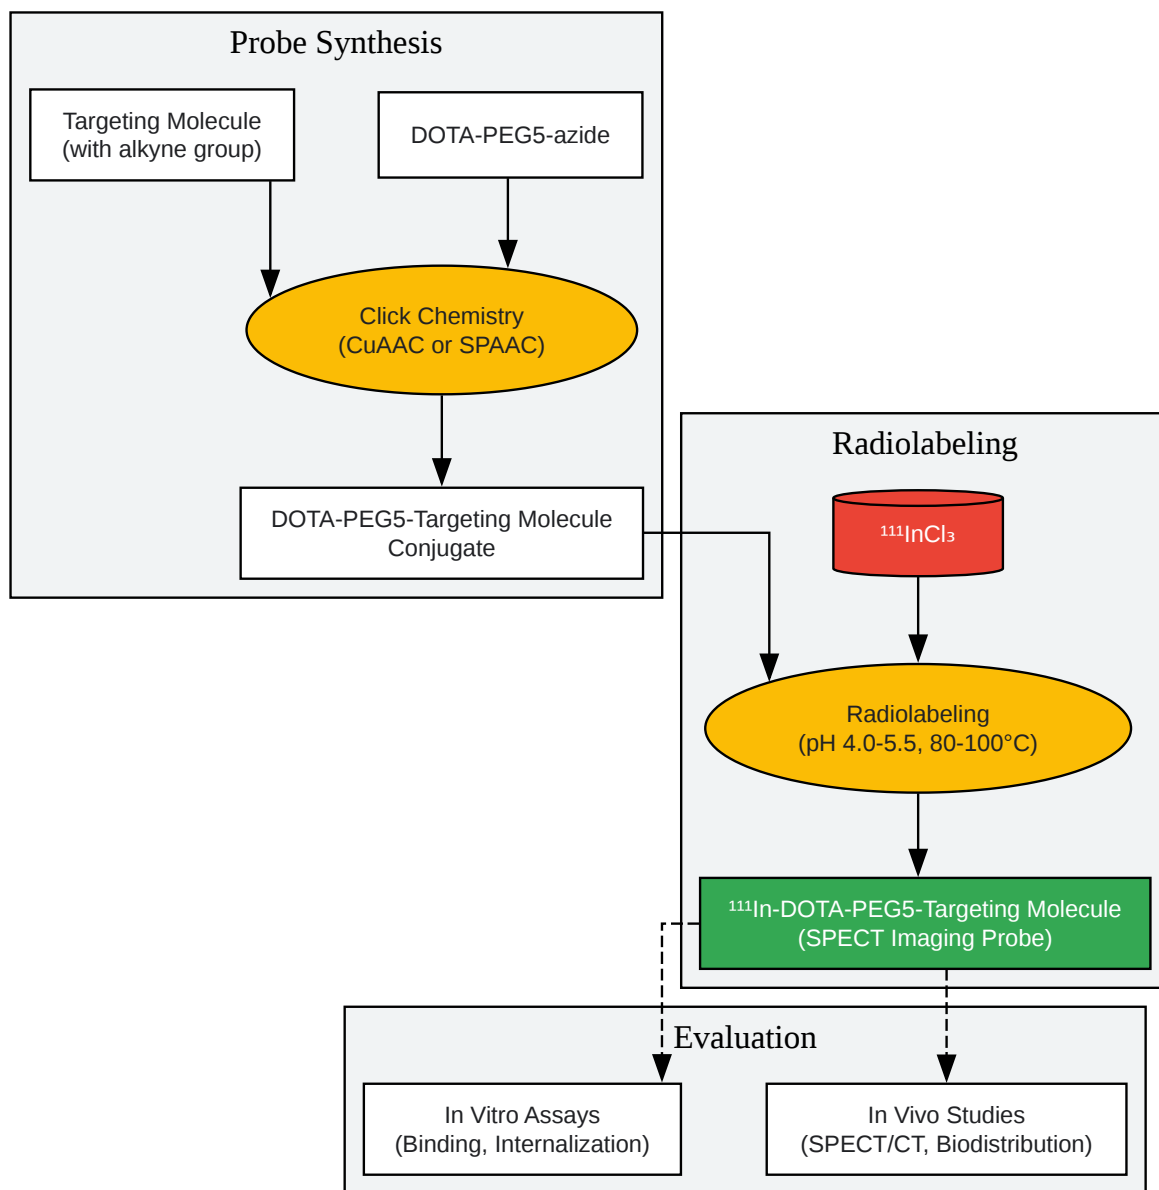 Probe Synthesis
Targeting Molecule
(with alkyne group)
DOTA-PEG5-azide
Click Chemistry
(CuAAC or SPAAC)
DOTA-PEG5-Targeting Molecule
Conjugate
Radiolabeling
¹¹¹InCl₃
Radiolabeling
(pH 4.0-5.5, 80-100°C)
¹¹¹In-DOTA-PEG5-Targeting Molecule
(SPECT Imaging Probe)
Evaluation
In Vitro Assays
(Binding, Internalization)
In Vivo Studies
(SPECT/CT, Biodistribution)